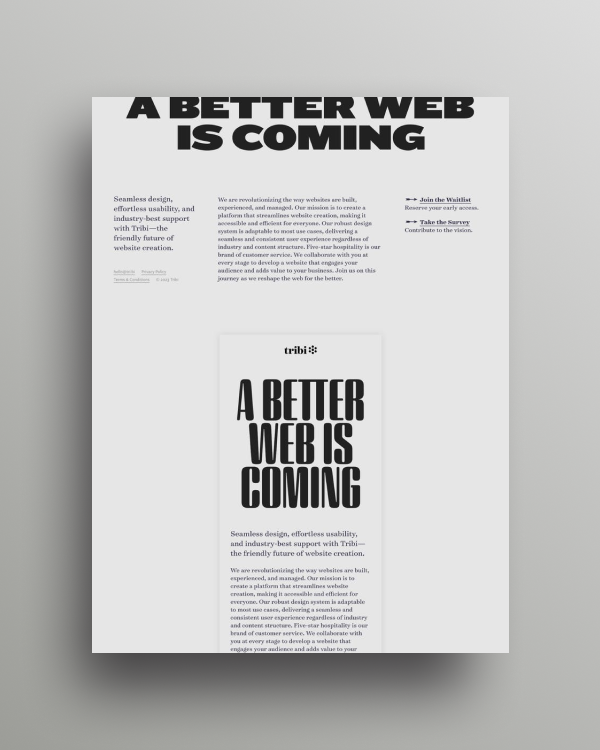 A BETTER WEB
IS COMING
Seamless design,
effortless usability, and
industry-best support
with Tribi—the
friendly future of
website creation.
Privacy Policy
Terms & Conditions © 2023 Tribi
We are revolutionizing the way websites are built,
experienced, and managed. Our mission is to create a
platform that streamlines website creation, making it
accessible and efficient for everyone. Our robust design
system is adaptable to most use cases, delivering a
seamless and consistent user experience regardless of
industry and content structure. Five-star hospitality is our
brand of customer service. We collaborate with you at
every stage to develop a website that engages your
audience and adds value to your business. Join us on this
journey as we reshape the web for the better.
Join the Waitlist
Reserve your early access.
Take the Survey
Contribute to the vision.
tribi
A BETTER
WEB IS
COMING
Seamless design, effortless usability,
and industry-best support with Tribi—
the friendly future of website creation.
We are revolutionizing the way websites are built,
experienced, and managed. Our mission is to
create a platform that streamlines website
creation, making it accessible and efficient for
everyone. Our robust design system is adaptable
to most use cases, delivering a seamless and
consistent user experience regardless of industry
and content structure. Five-star hospitality is our
brand of customer service. We collaborate with
you at every stage to develop a website that
engages your audience and adds value to your